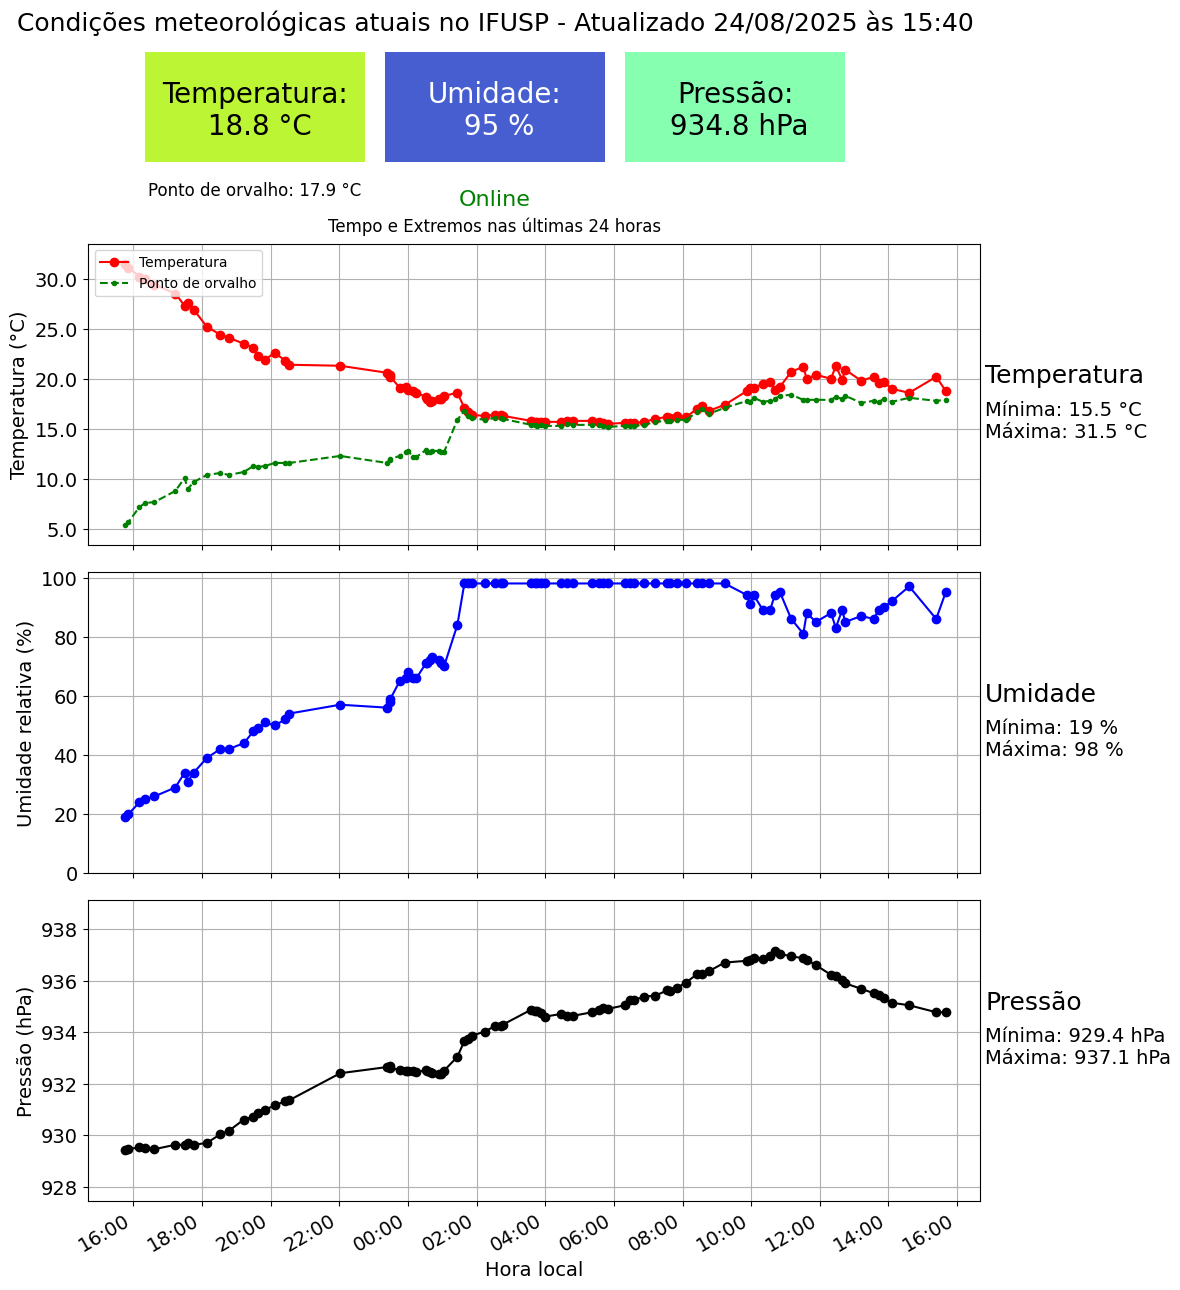 Condições meteorológicas atuais no IFUSP - Atualizado 24/08/2025 às 15:40
Temperatura:
18.8 °C
Umidade:
95 %
Pressão:
934.8 hPa
Ponto de orvalho: 17.9 °C
Online
Tempo e Extremos nas últimas 24 horas
Temperatura
Ponto de orvalho
Temperatura (°C)
30.0
25.0
20.0
15.0
10.0
5.0
Temperatura
Mínima: 15.5 °C
Máxima: 31.5 °C
Umidade relativa (%)
100
80
60
40
20
0
Umidade
Mínima: 19 %
Máxima: 98 %
Pressão (hPa)
938
936
934
932
930
928
Pressão
Mínima: 929.4 hPa
Máxima: 937.1 hPa
16:00 18:00 20:00 22:00 00:00 02:00 04:00 06:00 08:00 10:00 12:00 14:00 16:00
Hora local